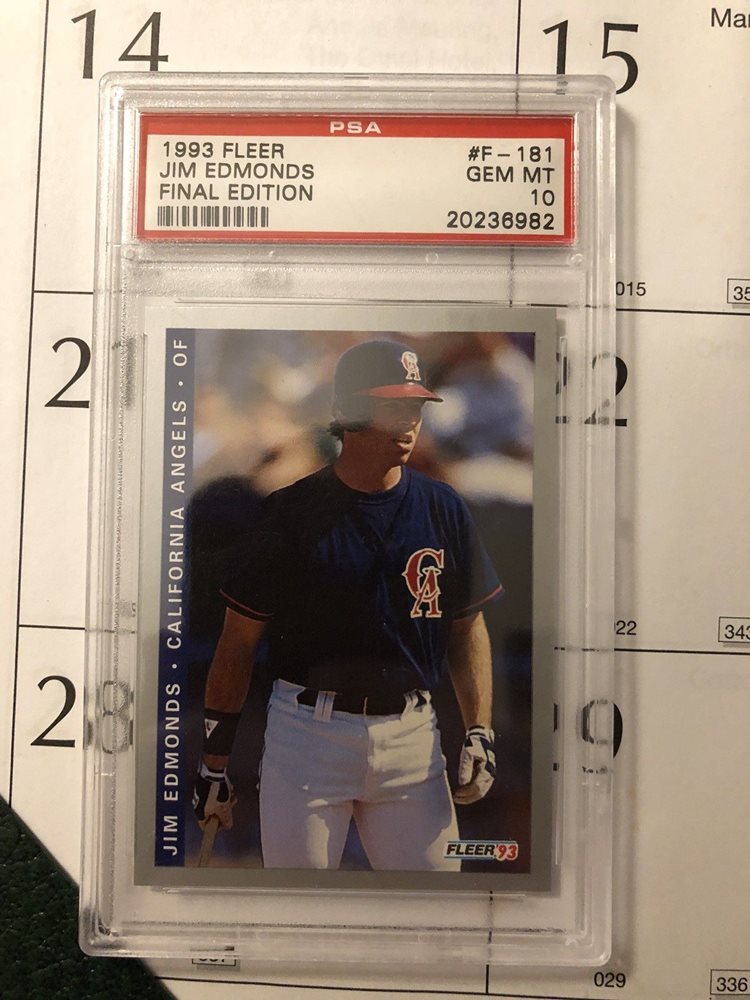 14
15
Mar
PSA
1993 FLEER
#F-181
JIM EDMONDS
GEM MT
FINAL EDITION
10
20236982
015
35
2
22
JIM EDMONDS • CALIFORNIA ANGELS • OF
CA
CA
22
343
28
29
FLEER '93
029
336